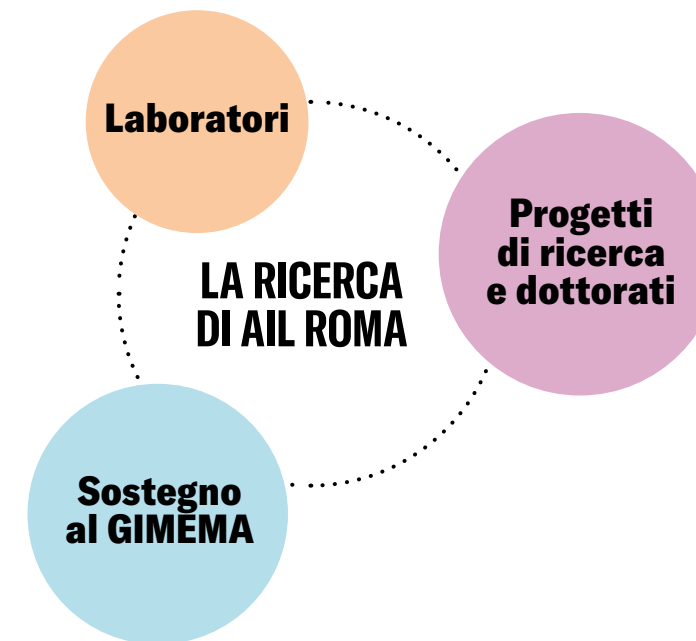 Laboratori
Progetti
di ricerca
e dottorati
LA RICERCA
DI AIL ROMA
Sostegno
al GIMEMA